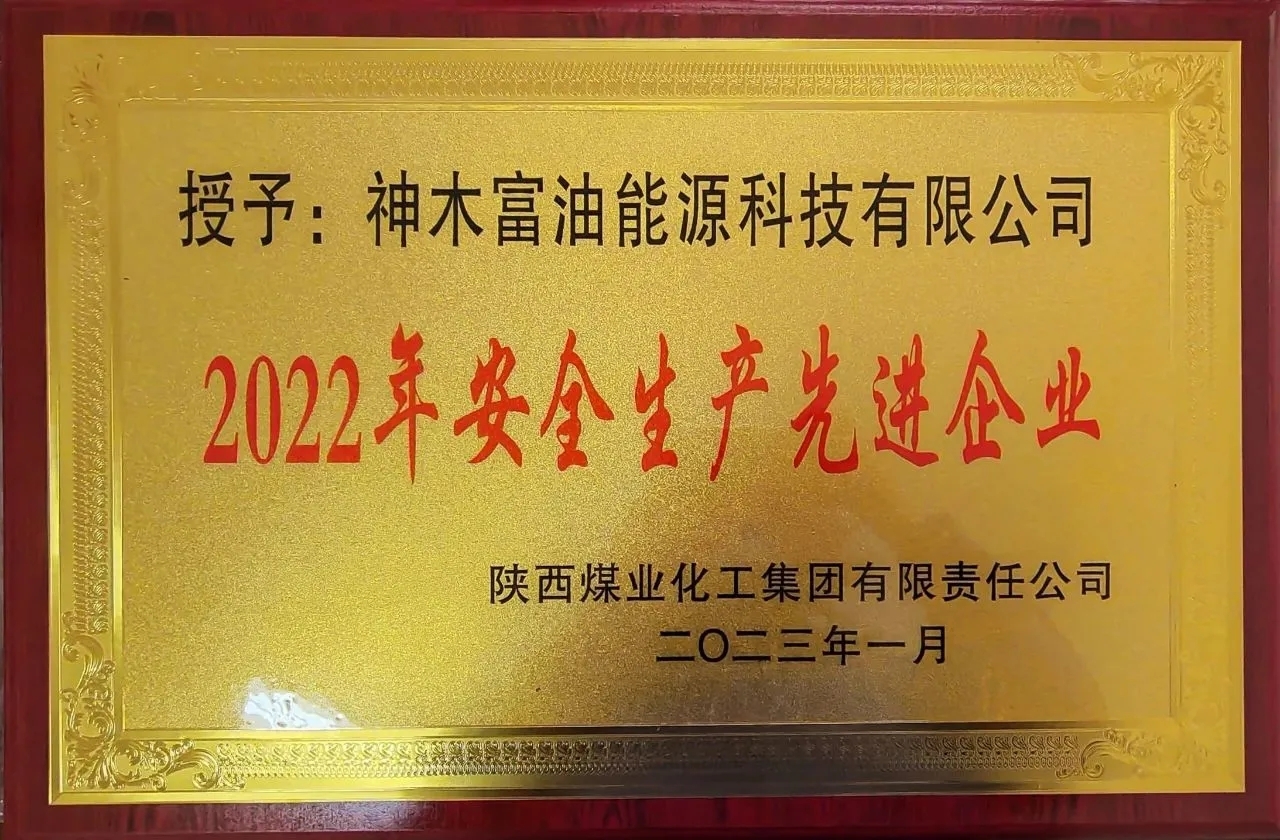 授予：神木富油能源科技有限公司
2022年安全生产先进企业
陕西煤业化工集团有限责任公司
二〇二三年一月